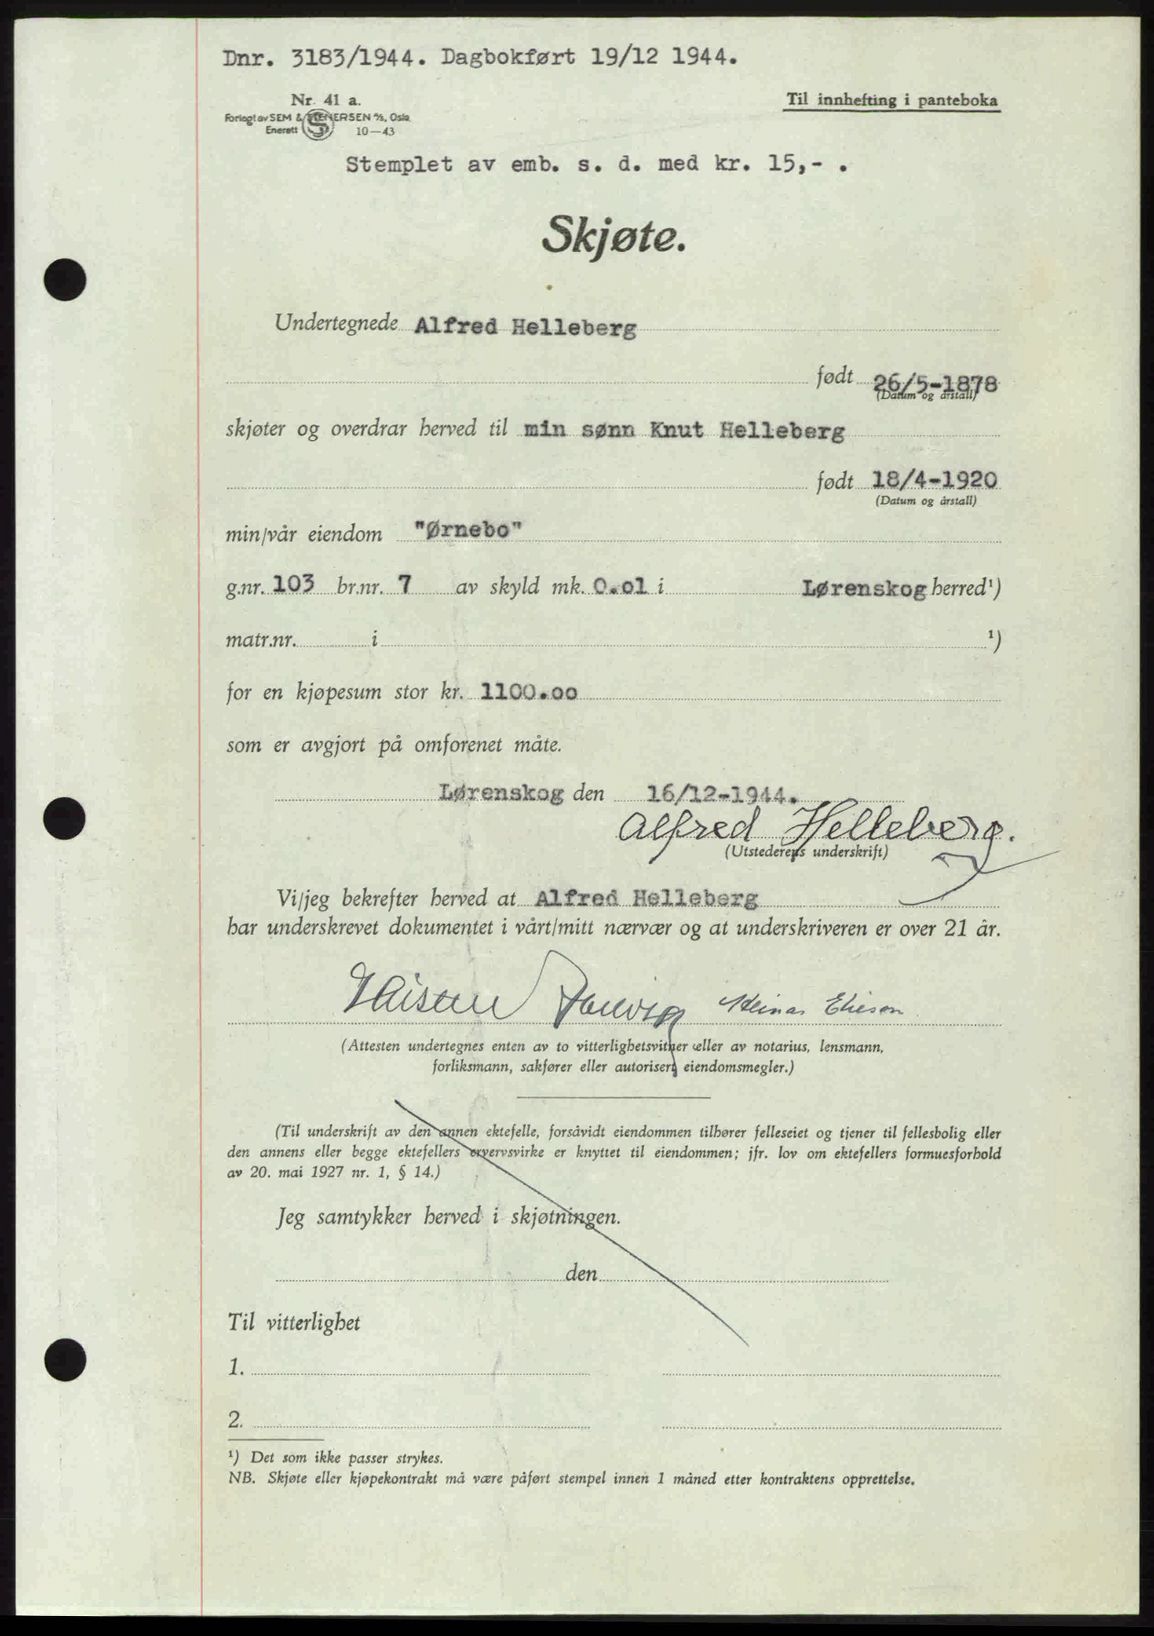 Dnr. 3183/1944. Dagbokført 19/12 1944.
Nr. 41 a.
Til innhefting i panteboka
Forlagt av SEM & STENERSEN A/S, Oslo
Enerett 10—43
Stemplet av emb. s. d. med kr. 15,- .
Skjøte.
Undertegnede Alfred Helleberg
født 26/5-1878
(Datum og årstall)
skjøter og overdrar herved til min sønn Knut Helleberg
født 18/4-1920
(Datum og årstall)
min/vår eiendom "Ørnebo"
g.nr. 103 br.nr. 7 av skyld mk. 0.01 i Lørenskog herred¹)
matr.nr. i ¹)
for en kjøpesum stor kr. 1100.00
som er avgjort på omforenet måte.
Lørenskog den 16/12-1944.
Alfred Helleberg.
(Utstederens underskrift)
Vi/jeg bekrefter herved at Alfred Helleberg
har underskrevet dokumentet i vårt/mitt nærvær og at underskriveren er over 21 år.
(Attesten undertegnes enten av to vitterlighetsvitner eller av notarius, lensmann,
forliksmann, sakfører eller autorisert eiendomsmegler.)
(Til underskrift av den annen ektefelle, forsåvidt eiendommen tilhører felleseiet og tjener til fellesbolig eller
den annens eller begge ektefellers ervervsvirke er knyttet til eiendommen; jfr. lov om ektefellers formuesforhold
av 20. mai 1927 nr. 1, § 14.)
Jeg samtykker herved i skjøtningen.
den
Til vitterlighet
1.
2.
¹) Det som ikke passer strykes.
NB. Skjøte eller kjøpekontrakt må være påført stempel innen 1 måned etter kontraktens opprettelse.